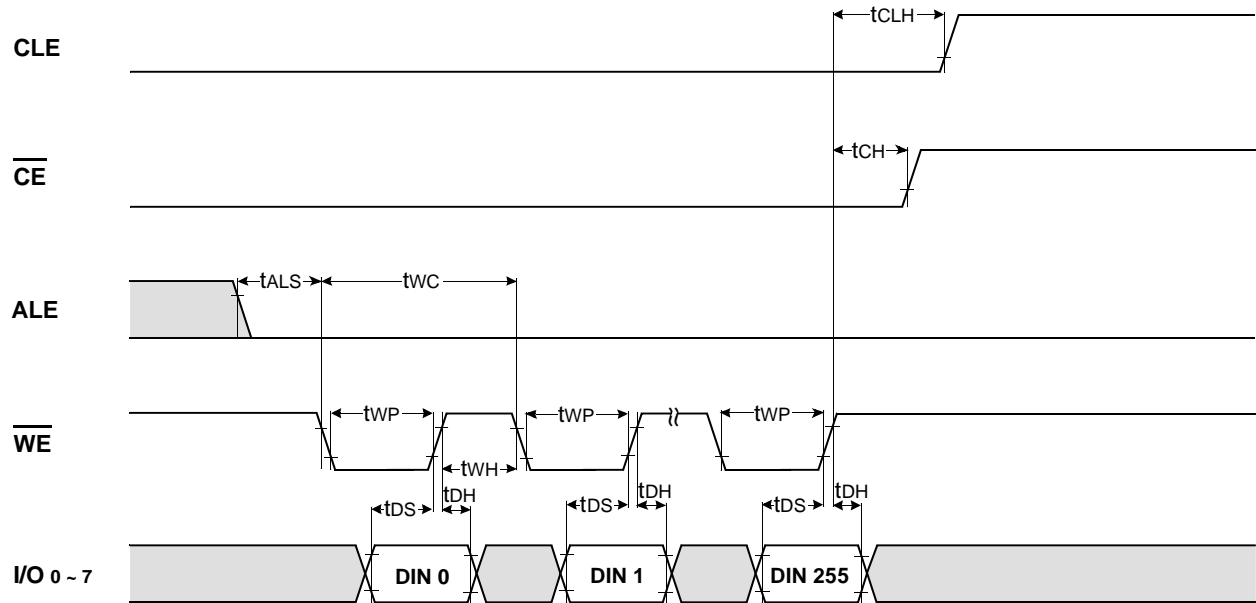 tCLH
CLE
tCH
CE
tALS
tWC
ALE
tWP
tWP
tWP
WE
tWH
tDS
tDH
tDS
tDH
tDS
tDH
I/O 0 ~ 7
DIN 0
DIN 1
DIN 255